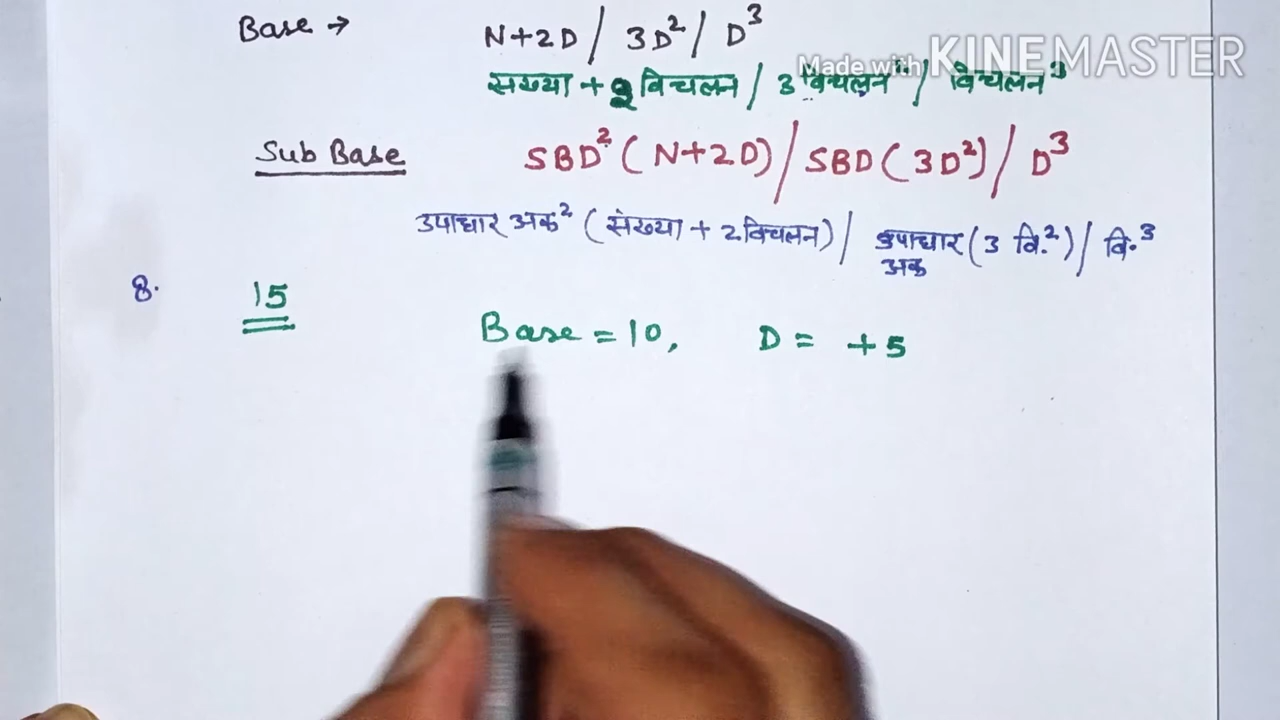 Base → N+2D / 3D² / D³
Made with KINEMASTER
संख्या + 2 विचलन / 3 विचलन² / विचलन³
Sub Base SBD² (N+2D) / SBD (3D²) / D³
उपाधार अंक² (संख्या + 2 विचलन) / उपाधार अंक (3 वि.²) / वि.³
8. 15
Base = 10, D = +5